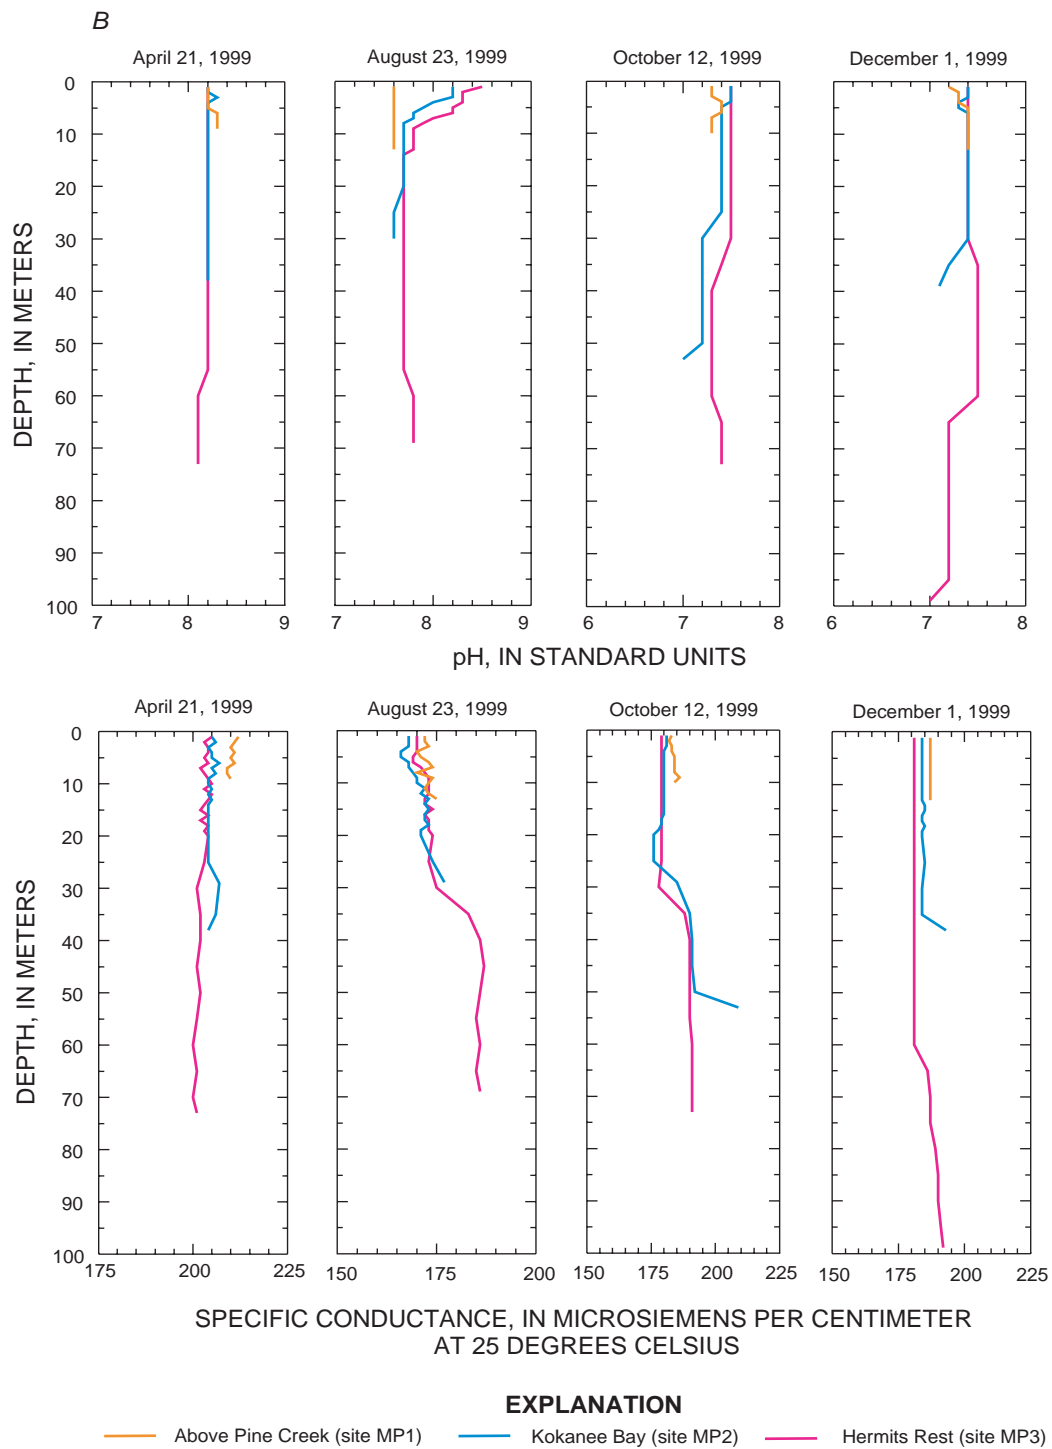 B
April 21, 1999
August 23, 1999
October 12, 1999
December 1, 1999
0
10
20
30
40
50
60
70
80
90
100
DEPTH, IN METERS
7 8 9
7 8 9
6 7 8
6 7 8
pH, IN STANDARD UNITS
April 21, 1999
August 23, 1999
October 12, 1999
December 1, 1999
0
10
20
30
40
50
60
70
80
90
100
DEPTH, IN METERS
175 200 225
150 175 200
150 175 200 225
150 175 200 225
SPECIFIC CONDUCTANCE, IN MICROSIEMENS PER CENTIMETER
AT 25 DEGREES CELSIUS
EXPLANATION
Above Pine Creek (site MP1)
Kokanee Bay (site MP2)
Hermits Rest (site MP3)